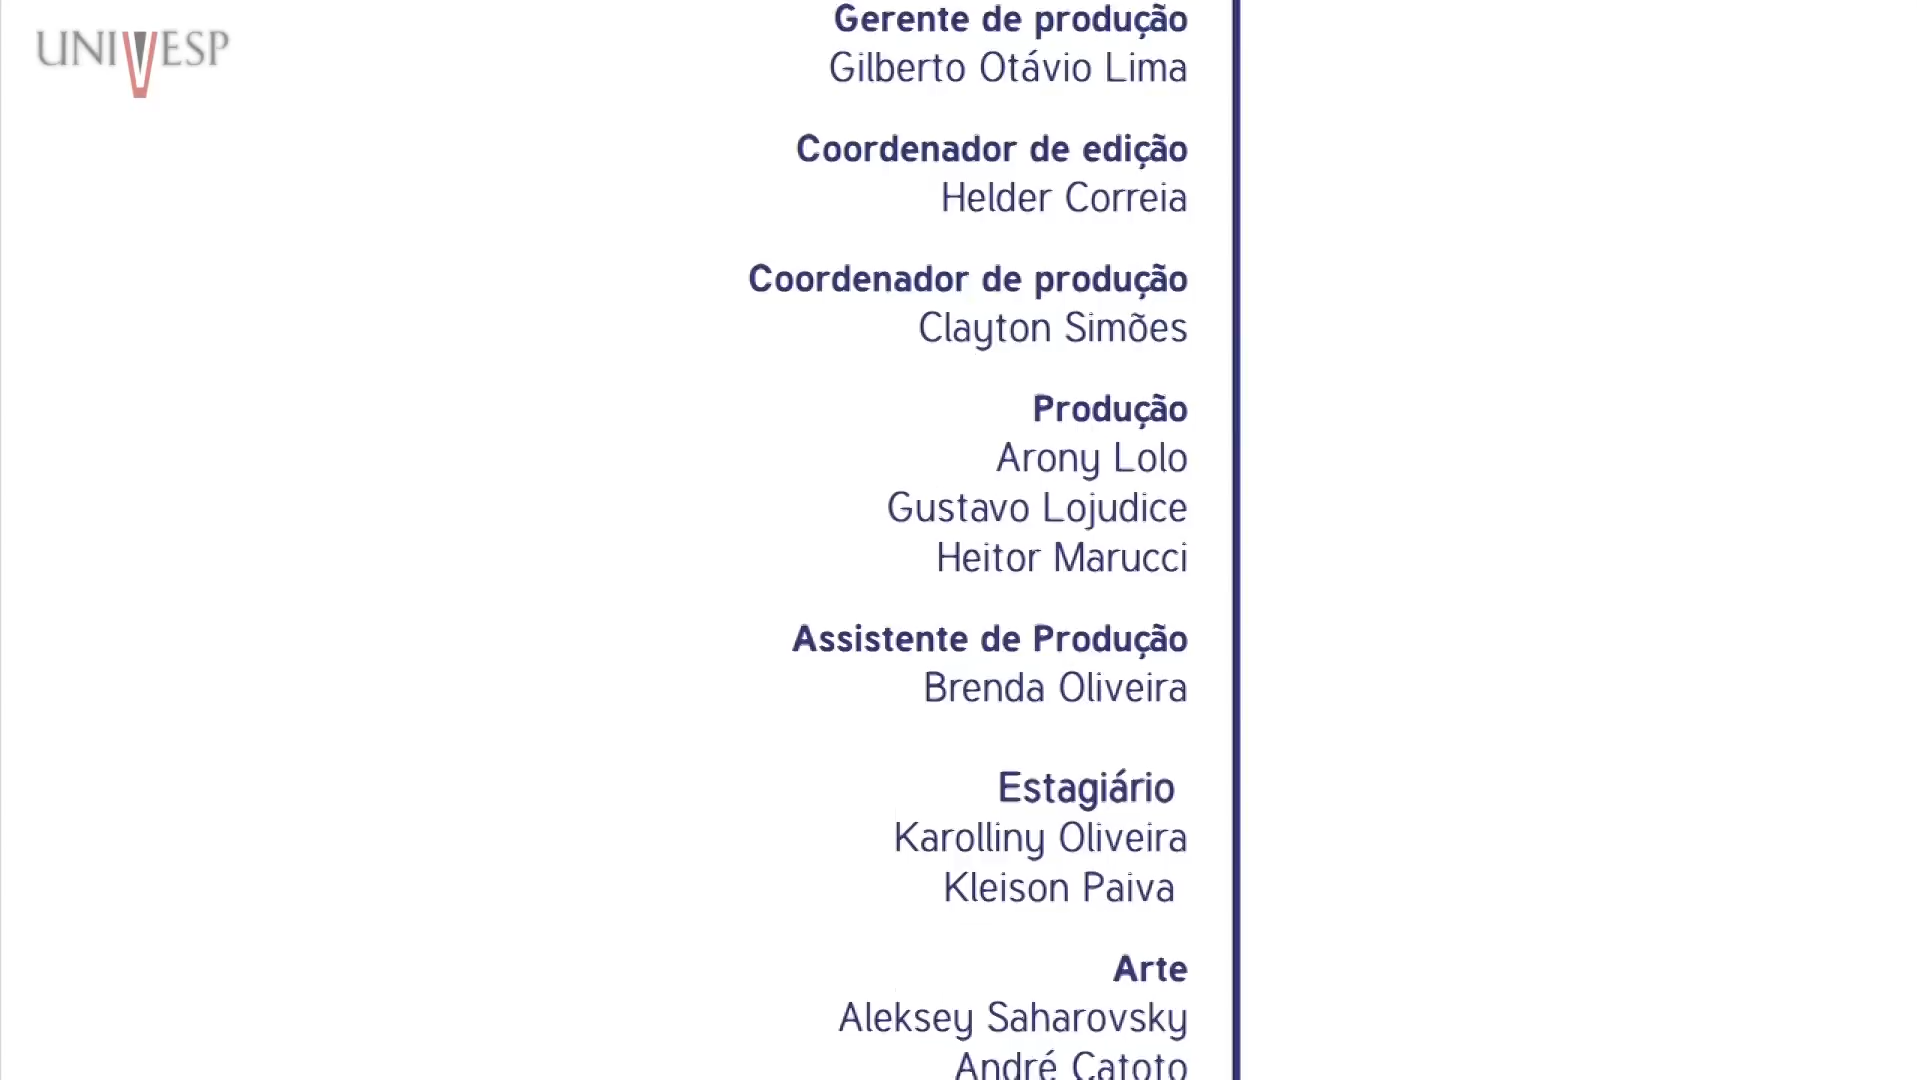 UNIVESP
Gerente de produção
Gilberto Otávio Lima
Coordenador de edição
Helder Correia
Coordenador de produção
Clayton Simões
Produção
Arony Lolo
Gustavo Lojudice
Heitor Marucci
Assistente de Produção
Brenda Oliveira
Estagiário
Karolliny Oliveira
Kleison Paiva
Arte
Aleksey Saharovsky
André Catoto